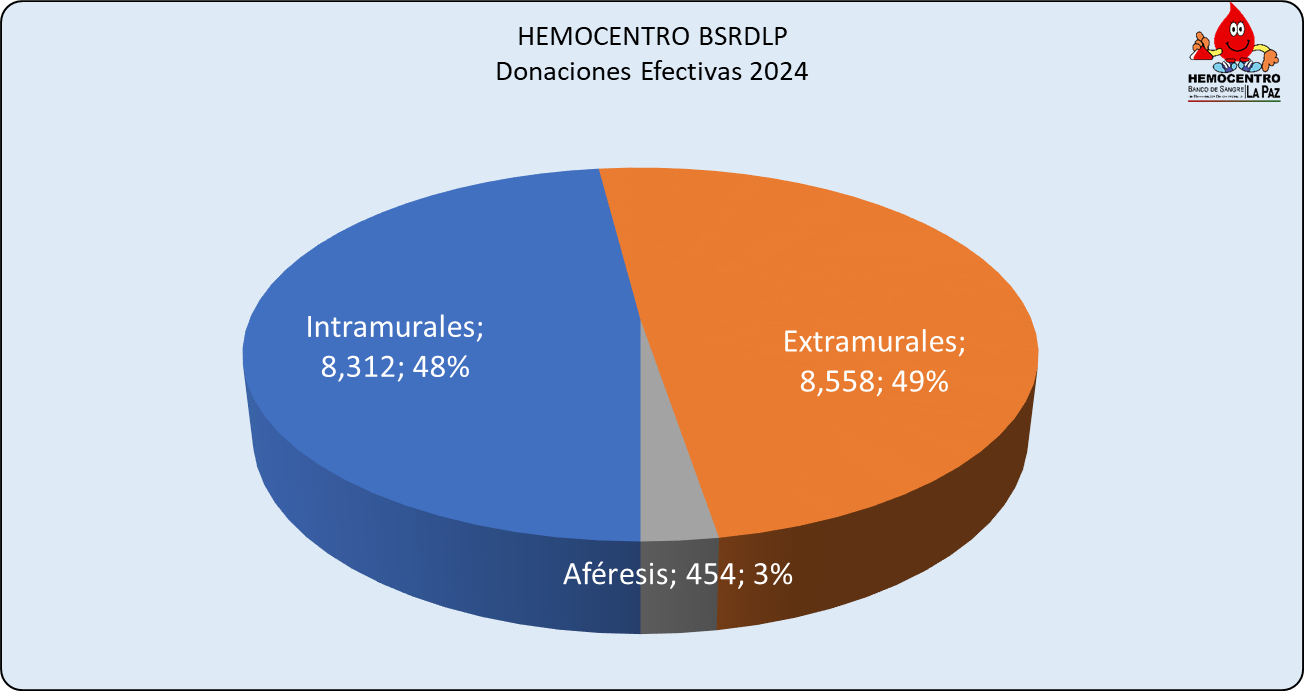 HEMOCENTRO BSRDLP
Donaciones Efectivas 2024
HEMOCENTRO
BANCO DE SANGRE LA PAZ
Intramurales;
8,312; 48%
Extramurales;
8,558; 49%
Aféresis; 454; 3%